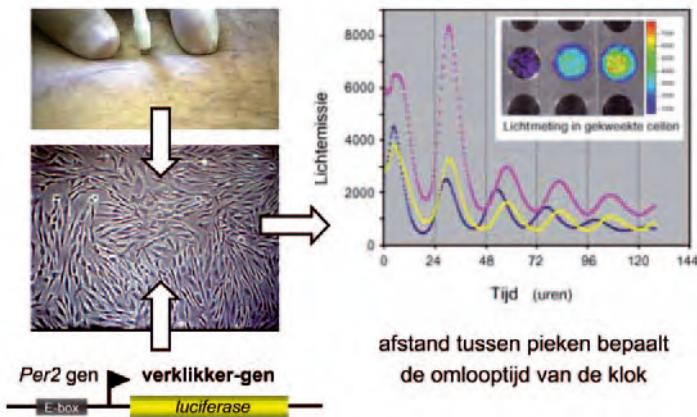 8000
6000
4000
2000
0
Lichtemissie
Lichtmeting in gekweekte cellen
0 24 48 72 96 120 144
Tijd (uren)
afstand tussen pieken bepaalt
de omlooptijd van de klok
Per2 gen verklikker-gen
E-box luciferase